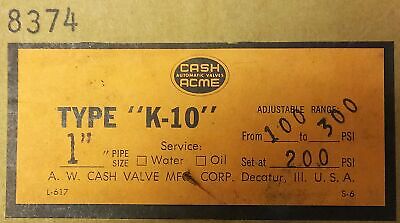 8374
CASH
AUTOMATIC VALVES
ACME
TYPE "K-10"
ADJUSTABLE RANGE:
From 100 to 300 PSI
1" "PIPE SIZE
Service:
Water Oil
Set at 200 PSI
A. W. CASH VALVE MFG. CORP. Decatur, Ill. U.S.A.
L-617 S-6